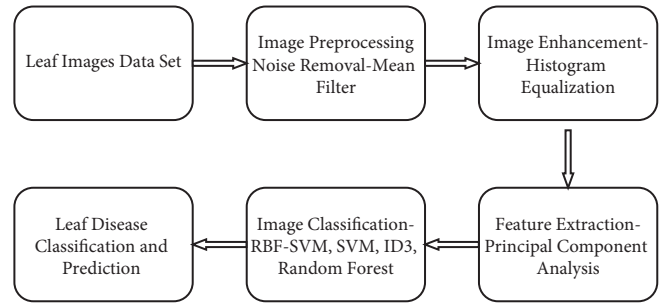 Leaf Images Data Set
Image Preprocessing
Noise Removal-Mean
Filter
Image Enhancement-
Histogram
Equalization
Feature Extraction-
Principal Component
Analysis
Image Classification-
RBF-SVM, SVM, ID3,
Random Forest
Leaf Disease
Classification and
Prediction